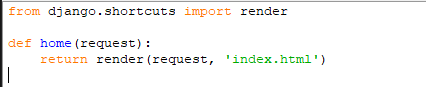 from django.shortcuts import render
def home(request):
    return render(request, 'index.html')